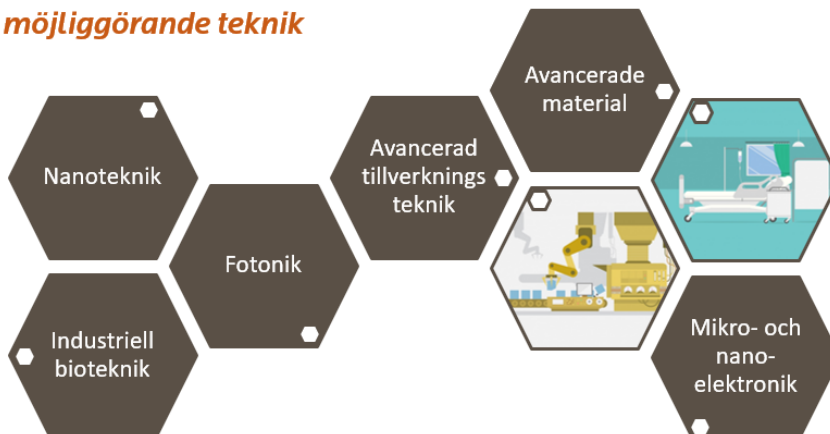 möjliggörande teknik
Nanoteknik
Industriell
bioteknik
Fotonik
Avancerad
tillverknings
teknik
Avancerade
material
Mikro- och
nano-
elektronik